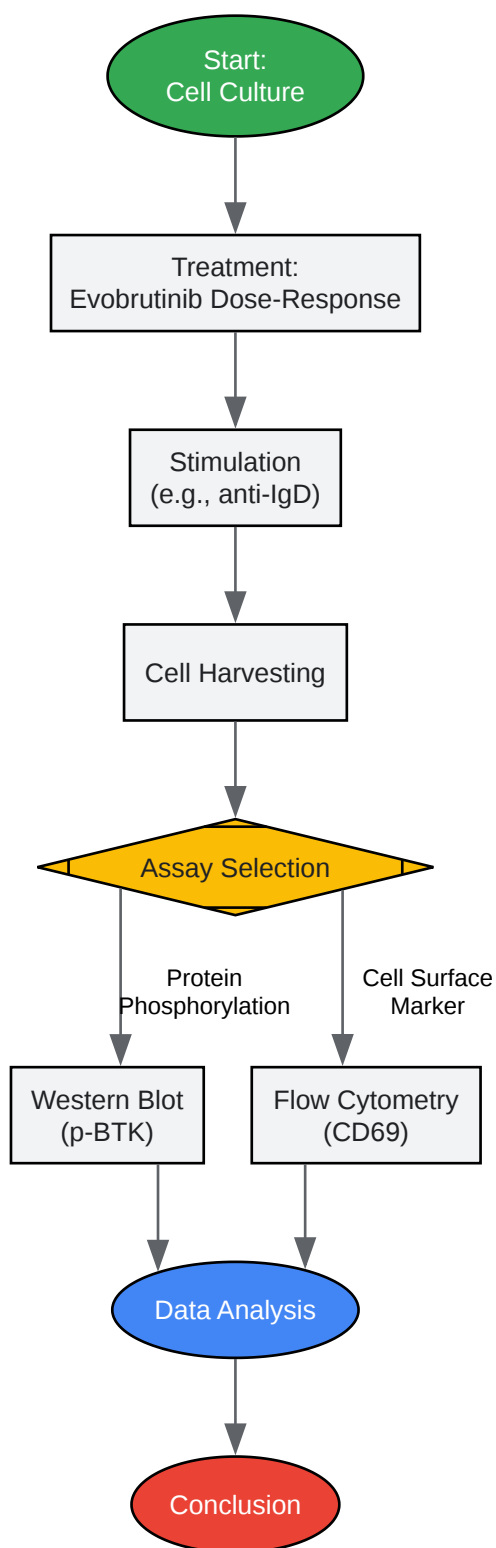 Start:
Cell Culture
Treatment:
Evobrutinib Dose-Response
Stimulation
(e.g., anti-IgD)
Cell Harvesting
Assay Selection
Protein
Phosphorylation
Cell Surface
Marker
Western Blot
(p-BTK)
Flow Cytometry
(CD69)
Data Analysis
Conclusion